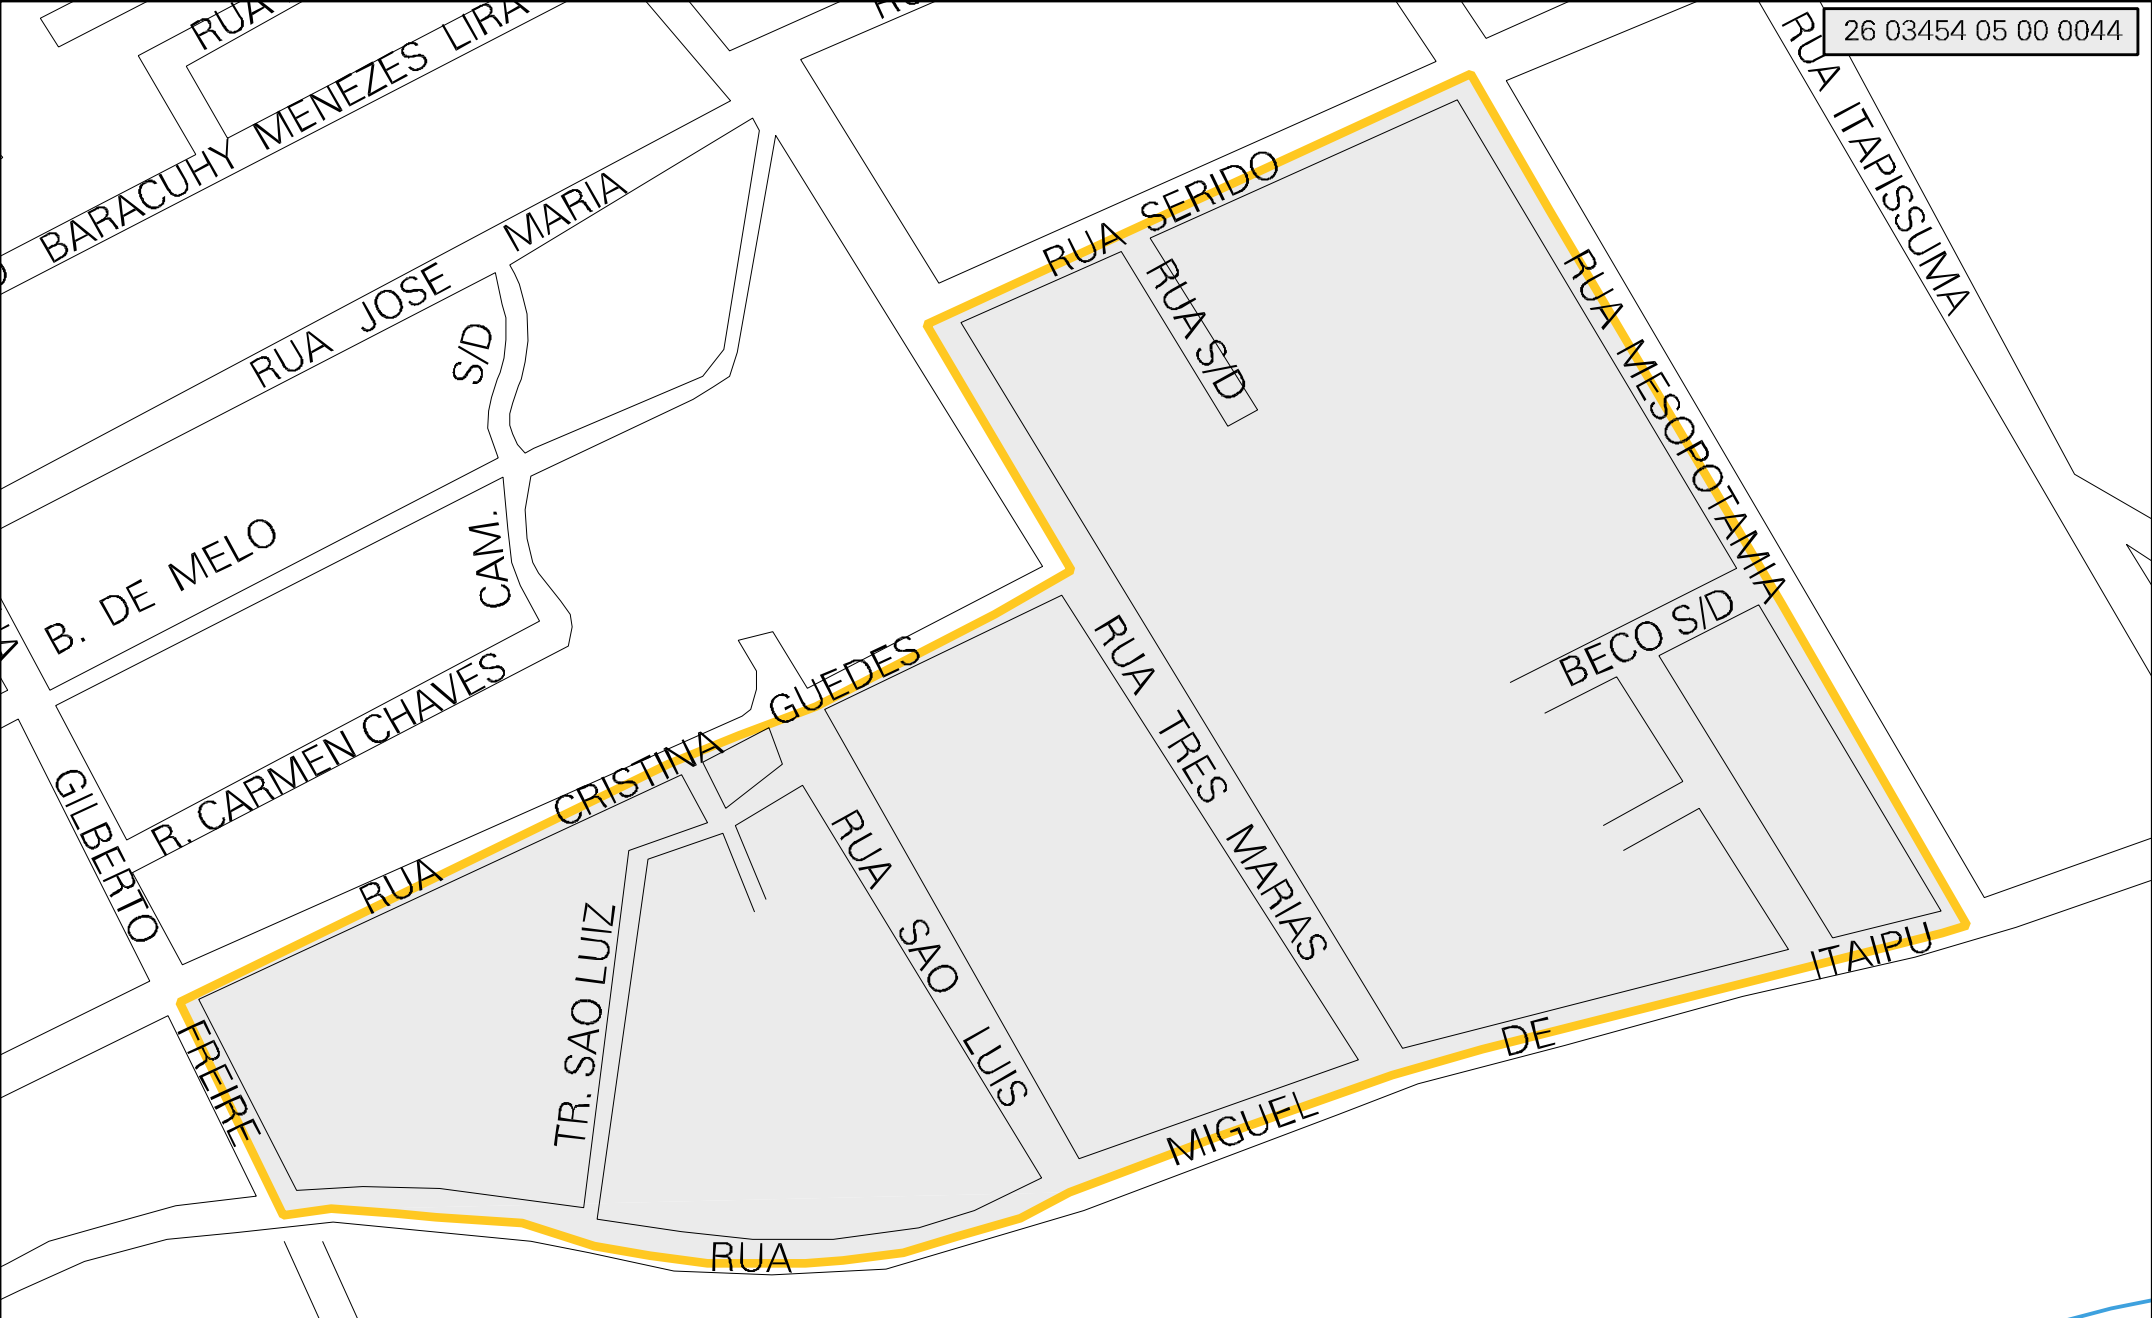 26 03454 05 00 0044
RUA
BARACUHY MENEZES LIRA
RUA ITAPISSUMA
RUA JOSE MARIA
RUA SERIDO
RUA S/D
RUA MESOPOTAMIA
CAM. S/D
B. DE MELO
R. CARMEN CHAVES
BECO S/D
RUA CRISTINA GUEDES
RUA TRES MARIAS
GILBERTO FREIRE
RUA SAO LUIS
TR. SAO LUIZ
RUA MIGUEL DE ITAIPU